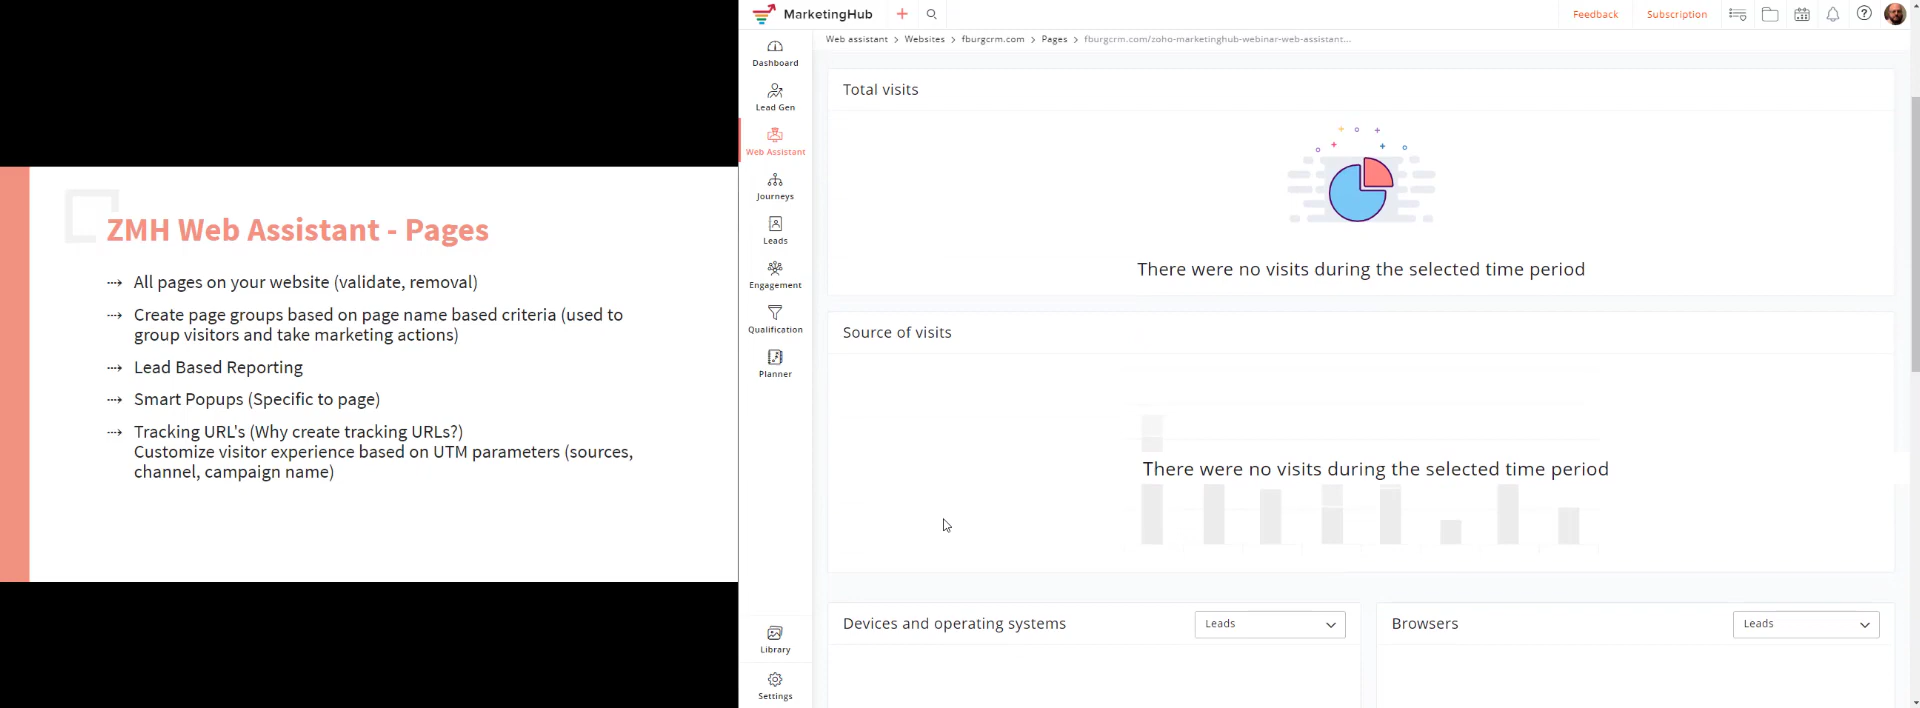 ZMH Web Assistant - Pages
All pages on your website (validate, removal)
Create page groups based on page name based criteria (used to
group visitors and take marketing actions)
Lead Based Reporting
Smart Popups (Specific to page)
Tracking URL's (Why create tracking URLs?)
Customize visitor experience based on UTM parameters (sources,
channel, campaign name)
MarketingHub
Feedback
Subscription
Dashboard
Lead Gen
Web Assistant
Journeys
Leads
Engagement
Qualification
Planner
Library
Settings
Web assistant > Websites > fburgcrm.com > Pages > fburgcrm.com/zoho-marketinghub-webinar-web-assistant...
Total visits
There were no visits during the selected time period
Source of visits
There were no visits during the selected time period
Devices and operating systems
Leads
Browsers
Leads